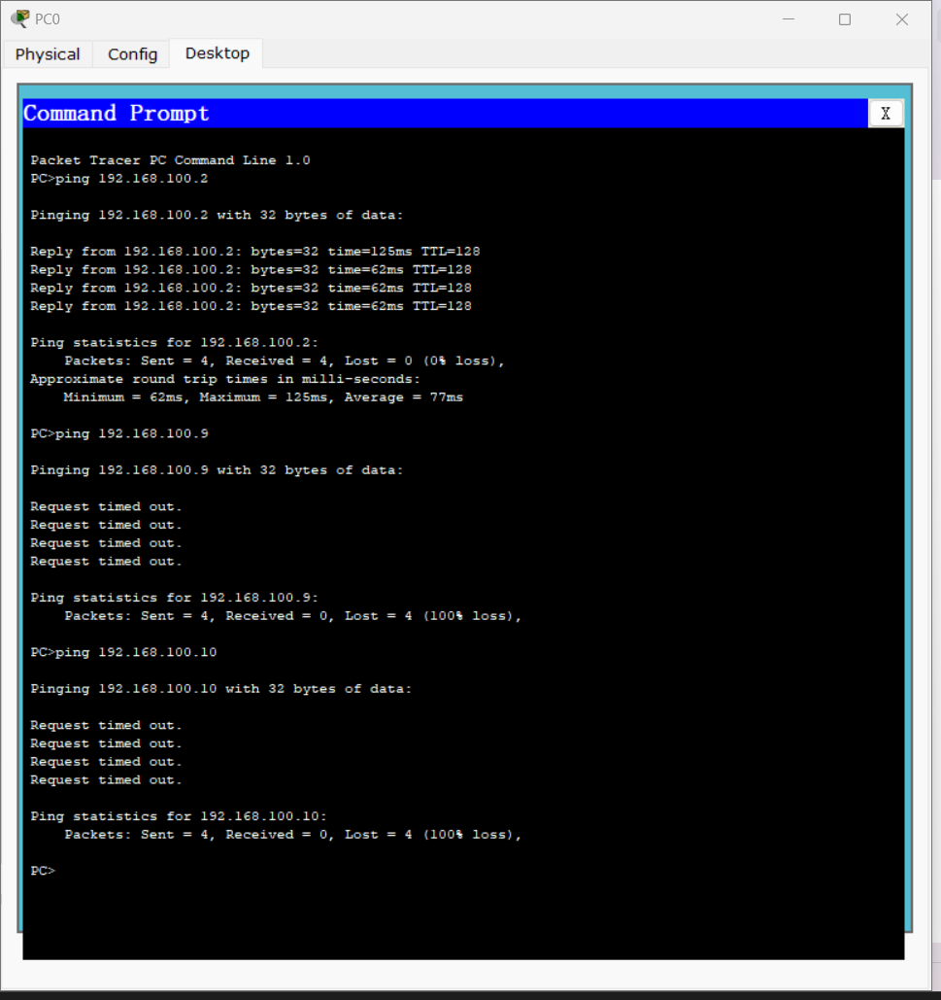 PC0
Physical Config Desktop
Command Prompt
X
Packet Tracer PC Command Line 1.0
PC>ping 192.168.100.2
Pinging 192.168.100.2 with 32 bytes of data:
Reply from 192.168.100.2: bytes=32 time=125ms TTL=128
Reply from 192.168.100.2: bytes=32 time=62ms TTL=128
Reply from 192.168.100.2: bytes=32 time=62ms TTL=128
Reply from 192.168.100.2: bytes=32 time=62ms TTL=128
Ping statistics for 192.168.100.2:
    Packets: Sent = 4, Received = 4, Lost = 0 (0% loss),
Approximate round trip times in milli-seconds:
    Minimum = 62ms, Maximum = 125ms, Average = 77ms
PC>ping 192.168.100.9
Pinging 192.168.100.9 with 32 bytes of data:
Request timed out.
Request timed out.
Request timed out.
Request timed out.
Ping statistics for 192.168.100.9:
    Packets: Sent = 4, Received = 0, Lost = 4 (100% loss),
PC>ping 192.168.100.10
Pinging 192.168.100.10 with 32 bytes of data:
Request timed out.
Request timed out.
Request timed out.
Request timed out.
Ping statistics for 192.168.100.10:
    Packets: Sent = 4, Received = 0, Lost = 4 (100% loss),
PC>